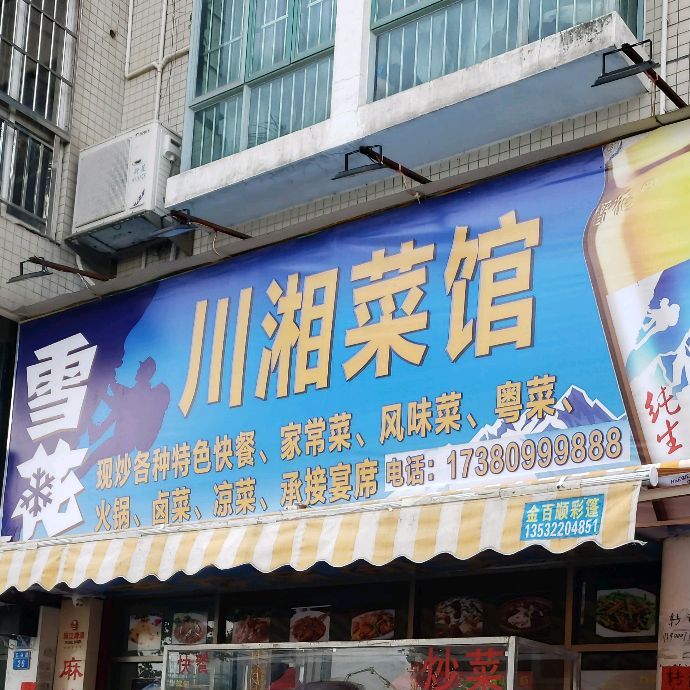 川湘菜馆
雪花
现炒各种特色快餐、家常菜、风味菜、粤菜、
火锅、卤菜、凉菜、承接宴席 电话：17380999888
纯生
金百顺彩篷
13532204851
快餐
炒菜
麻
26